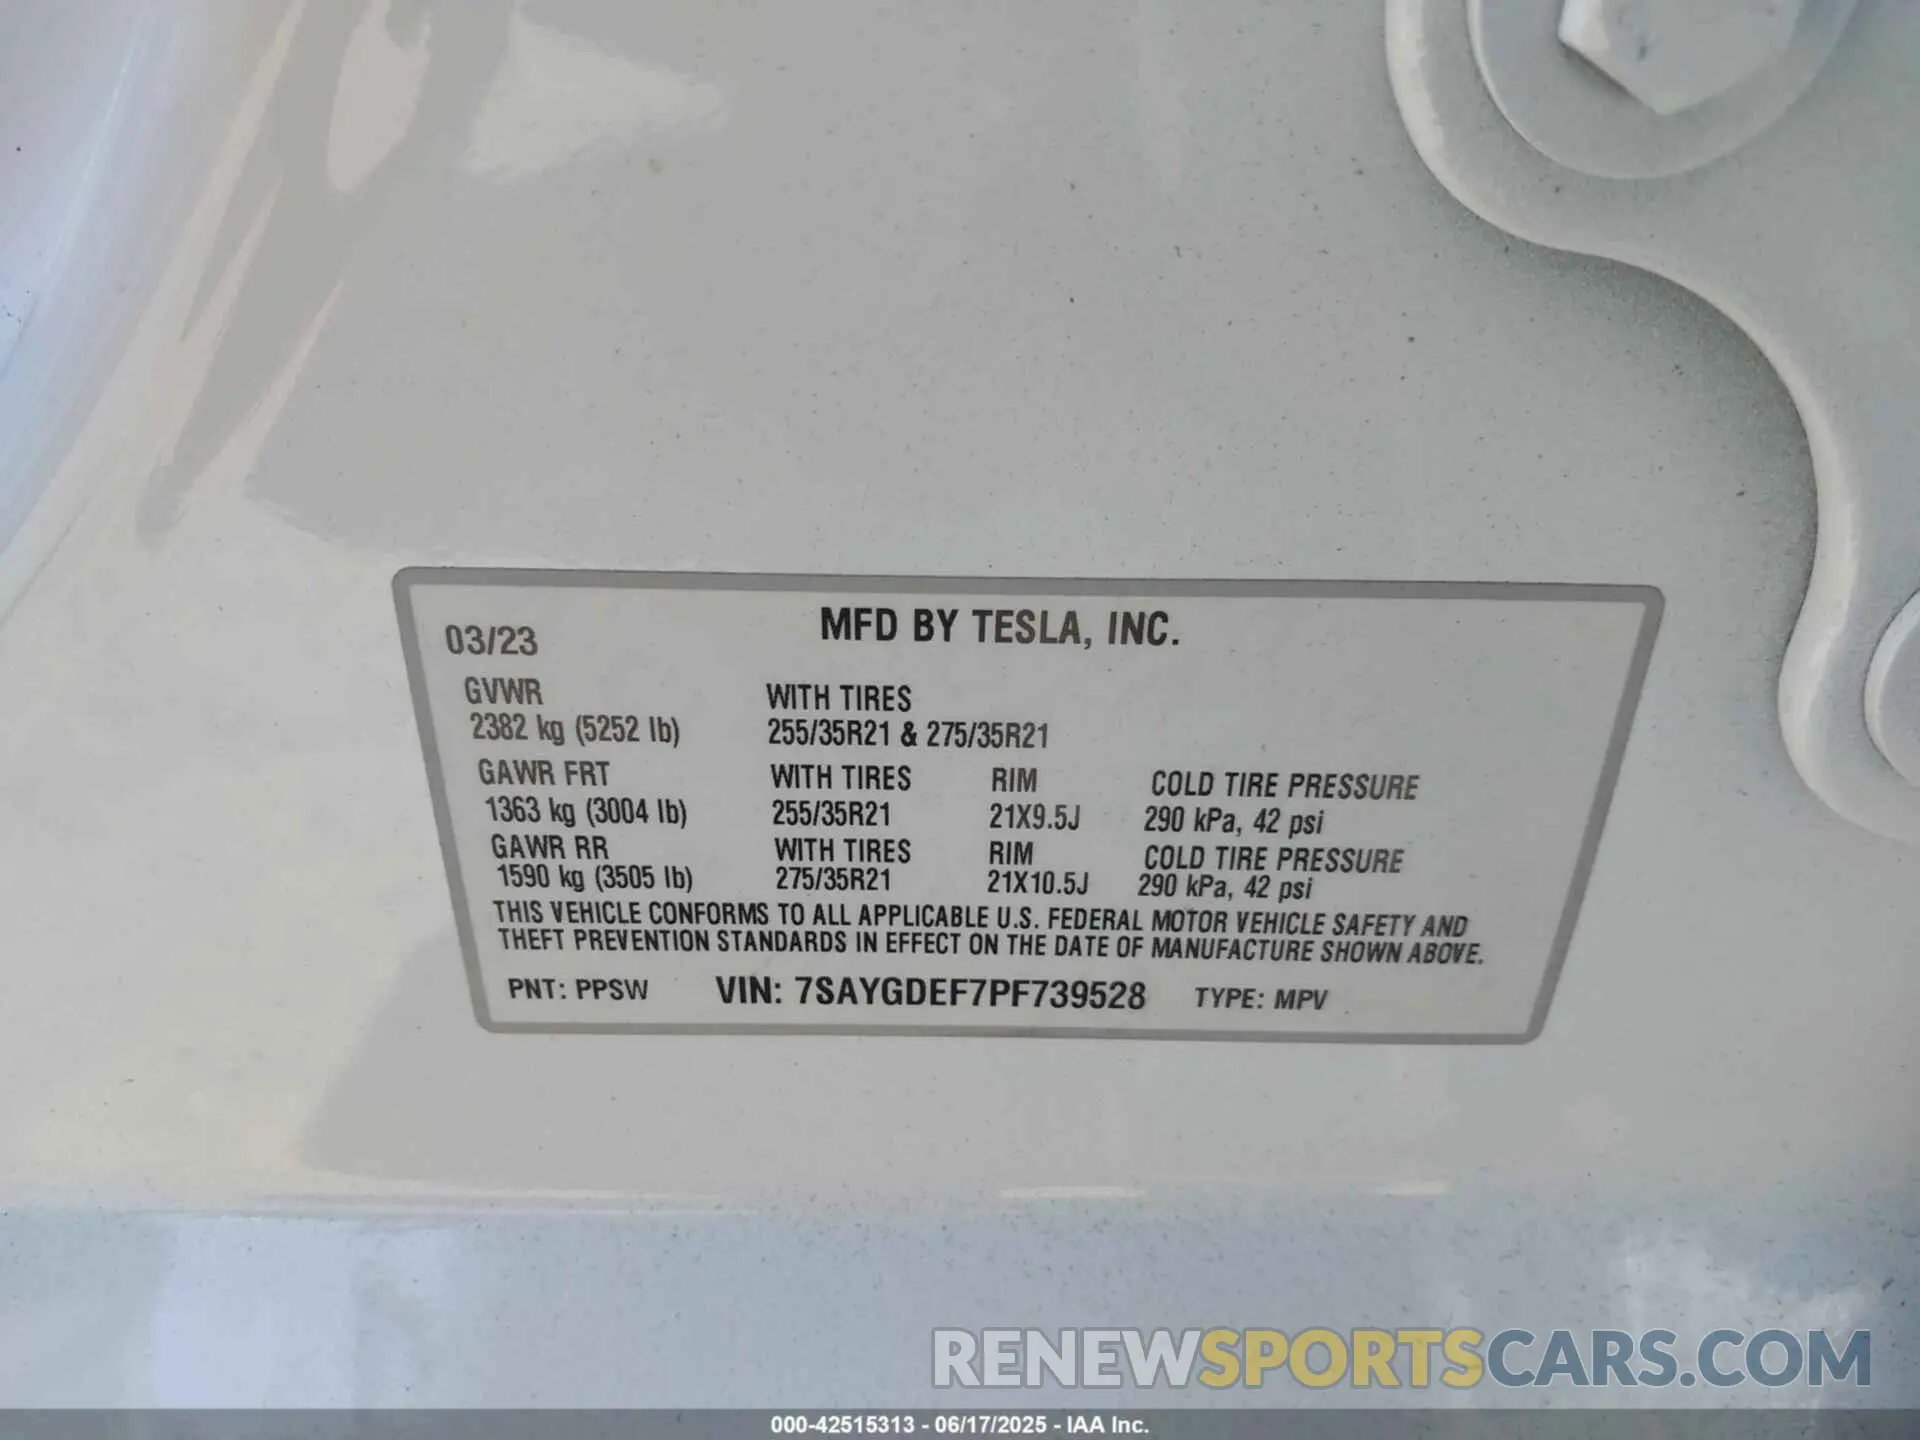 MFD BY TESLA, INC.
03/23
GVWR WITH TIRES
2382 kg (5252 lb) 255/35R21 & 275/35R21
GAWR FRT WITH TIRES RIM COLD TIRE PRESSURE
1363 kg (3004 lb) 255/35R21 21X9.5J 290 kPa, 42 psi
GAWR RR WITH TIRES RIM COLD TIRE PRESSURE
1590 kg (3505 lb) 275/35R21 21X10.5J 290 kPa, 42 psi
THIS VEHICLE CONFORMS TO ALL APPLICABLE U.S. FEDERAL MOTOR VEHICLE SAFETY AND
THEFT PREVENTION STANDARDS IN EFFECT ON THE DATE OF MANUFACTURE SHOWN ABOVE.
PNT: PPSW VIN: 7SAYGDEF7PF739528 TYPE: MPV
RENEWSPORTSCARS.COM
000-42515313 - 06/17/2025 - IAA Inc.